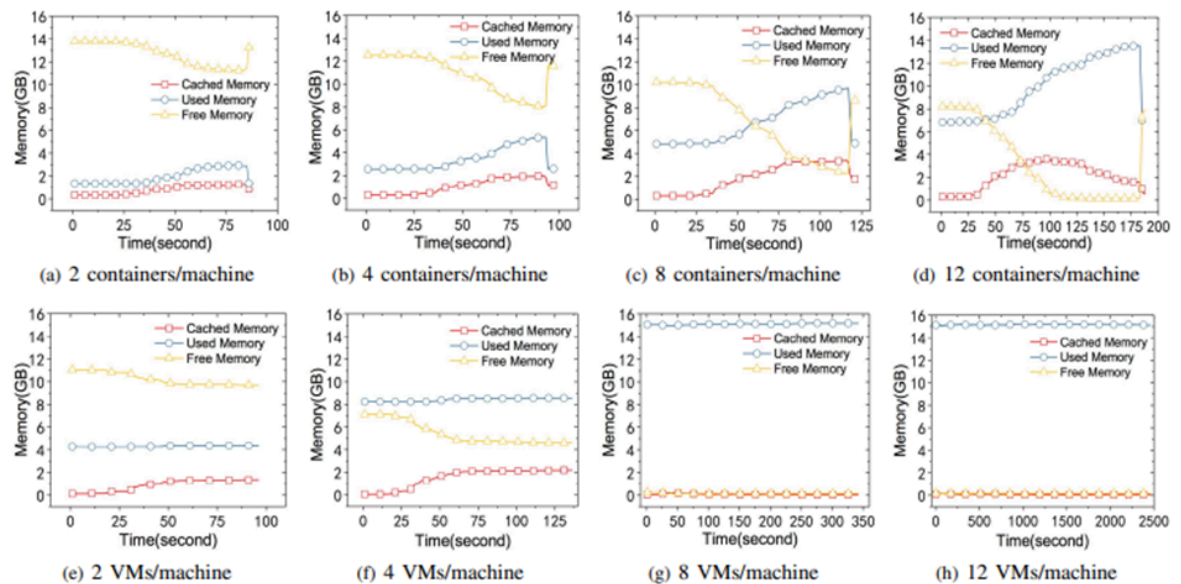 16
14
12
10
8
6
4
2
0
Memory(GB)
Cached Memory
Used Memory
Free Memory
0 25 50 75 100
Time(second)
(a) 2 containers/machine
16
14
12
10
8
6
4
2
0
Memory(GB)
Cached Memory
Used Memory
Free Memory
0 25 50 75 100
Time(second)
(b) 4 containers/machine
16
14
12
10
8
6
4
2
0
Memory(GB)
Cached Memory
Used Memory
Free Memory
0 25 50 75 100 125
Time(second)
(c) 8 containers/machine
16
14
12
10
8
6
4
2
0
Memory(GB)
Cached Memory
Used Memory
Free Memory
0 25 50 75 100 125 150 175 200
Time(second)
(d) 12 containers/machine
16
14
12
10
8
6
4
2
0
Memory(GB)
Cached Memory
Used Memory
Free Memory
0 25 50 75 100
Time(second)
(e) 2 VMs/machine
16
14
12
10
8
6
4
2
0
Memory(GB)
Cached Memory
Used Memory
Free Memory
0 25 50 75 100 125
Time(second)
(f) 4 VMs/machine
16
14
12
10
8
6
4
2
0
Memory(GB)
Cached Memory
Used Memory
Free Memory
0 50 100 150 200 250 300 350
Time(second)
(g) 8 VMs/machine
16
14
12
10
8
6
4
2
0
Memory(GB)
Cached Memory
Used Memory
Free Memory
0 500 1000 1500 2000 2500
Time(second)
(h) 12 VMs/machine